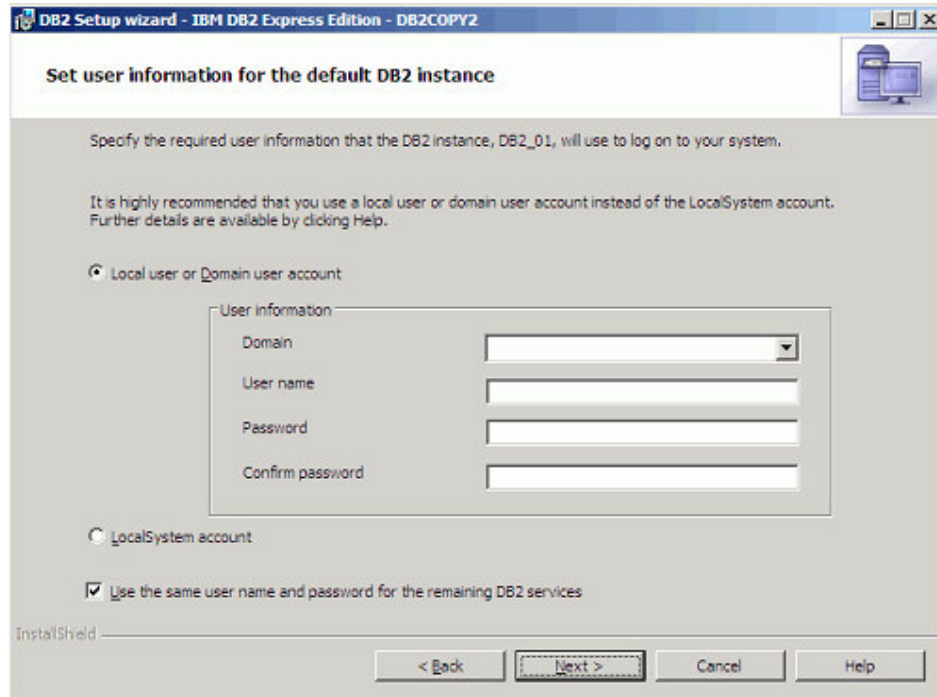 DB2 Setup wizard - IBM DB2 Express Edition - DB2COPY2
Set user information for the default DB2 instance
Specify the required user information that the DB2 instance, DB2_01, will use to log on to your system.
It is highly recommended that you use a local user or domain user account instead of the LocalSystem account.
Further details are available by clicking Help.
Local user or Domain user account
User information
Domain
User name
Password
Confirm password
LocalSystem account
Use the same user name and password for the remaining DB2 services
InstallShield
< Back
Next >
Cancel
Help